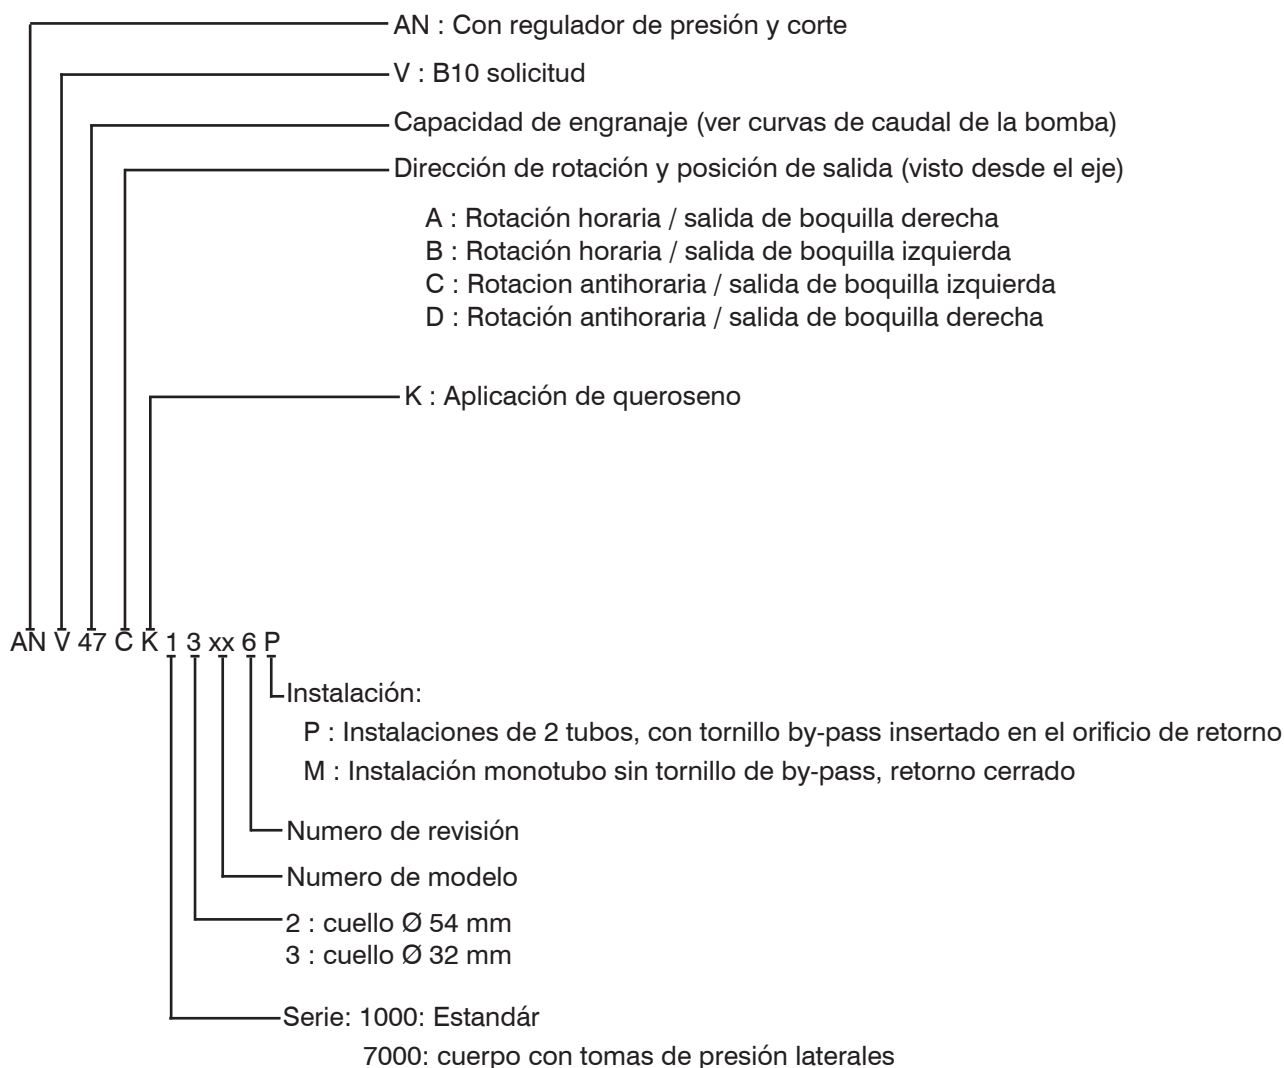 AN : Con regulador de presión y corte
V : B10 solicitud
Capacidad de engranaje (ver curvas de caudal de la bomba)
Dirección de rotación y posición de salida (visto desde el eje)
A : Rotación horaria / salida de boquilla derecha
B : Rotación horaria / salida de boquilla izquierda
C : Rotacion antihoraria / salida de boquilla izquierda
D : Rotación antihoraria / salida de boquilla derecha
K : Aplicación de queroseno
AN V 47 C K 1 3 xx 6 P
Instalación:
P : Instalaciones de 2 tubos, con tornillo by-pass insertado en el orificio de retorno
M : Instalación monotubo sin tornillo de by-pass, retorno cerrado
Numero de revisión
Numero de modelo
2 : cuello Ø 54 mm
3 : cuello Ø 32 mm
Serie: 1000: Estandár
7000: cuerpo con tomas de presión laterales